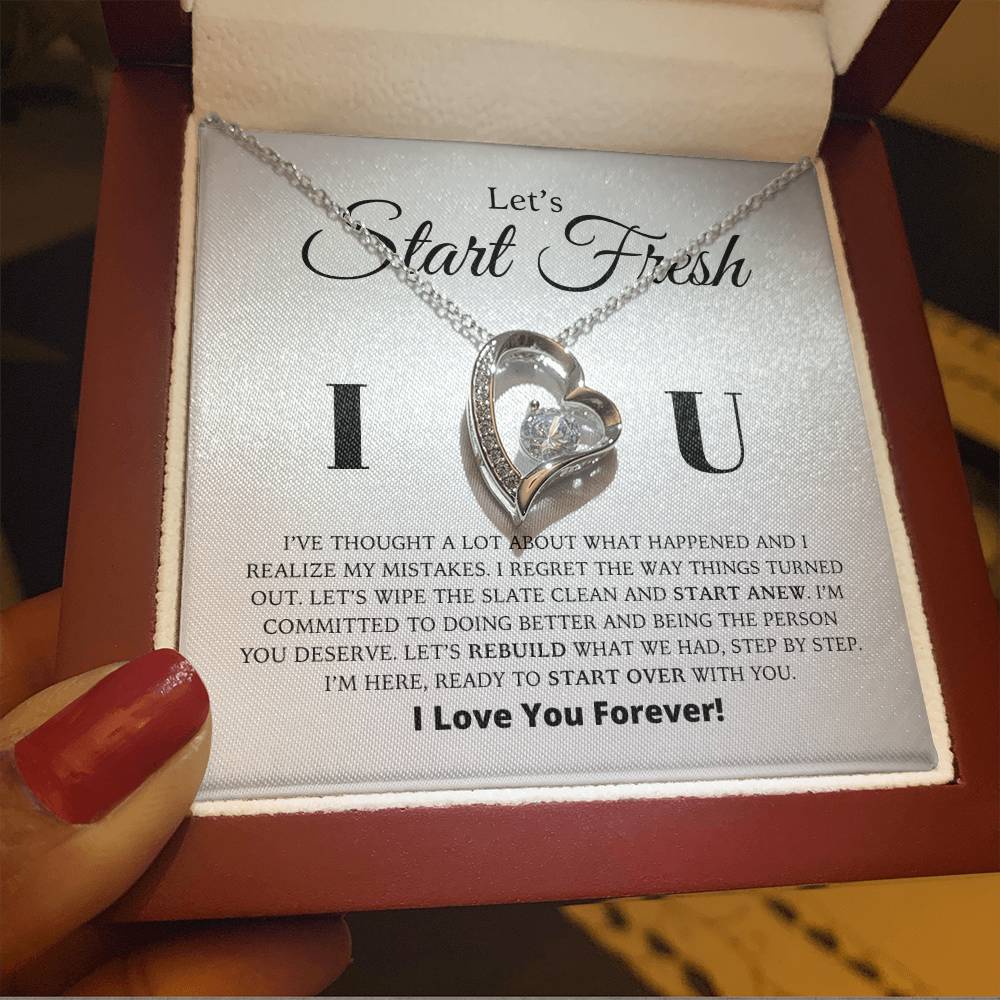 Let's
Start Fresh
I U
I'VE THOUGHT A LOT ABOUT WHAT HAPPENED AND I
REALIZE MY MISTAKES. I REGRET THE WAY THINGS TURNED
OUT. LET'S WIPE THE SLATE CLEAN AND START ANEW. I'M
COMMITTED TO DOING BETTER AND BEING THE PERSON
YOU DESERVE. LET'S REBUILD WHAT WE HAD, STEP BY STEP.
I'M HERE, READY TO START OVER WITH YOU.
I Love You Forever!